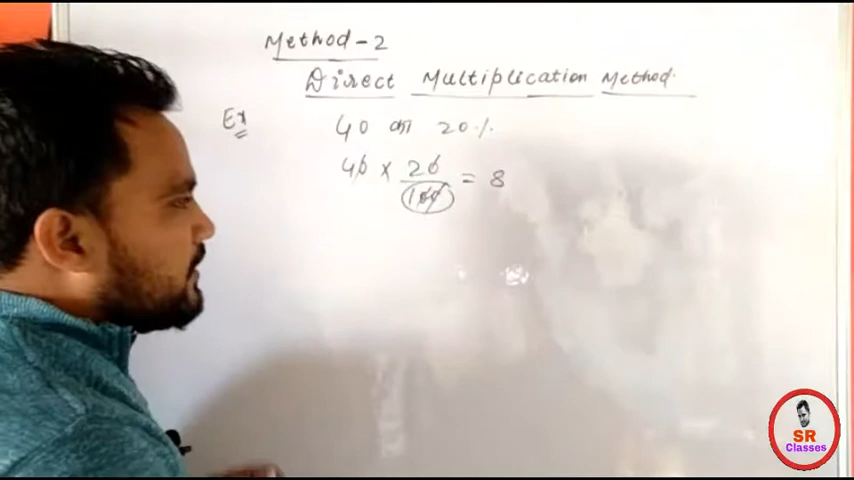 Method-2
Direct Multiplication Method.
Ex
40 का 20%
40 × 20/100 = 8
SR
Classes